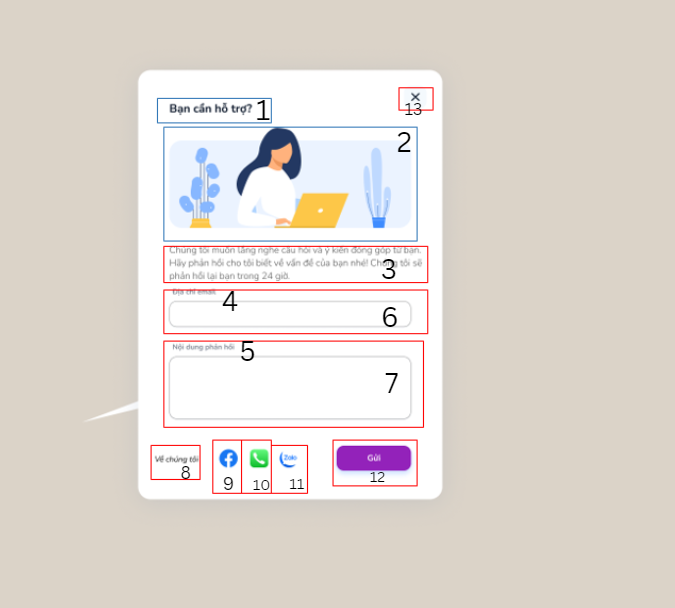 Bạn cần hỗ trợ? 1
13
2
Chúng tôi muốn lắng nghe câu hỏi và ý kiến đóng góp từ bạn.
Hãy phản hồi cho tôi biết về vấn đề của bạn nhé! Chúng tôi sẽ
phản hồi lại bạn trong 24 giờ.
3
Địa chỉ email
4
6
Nội dung phản hồi
5
7
Về chúng tôi
8
9
10
Zalo
11
Gửi
12